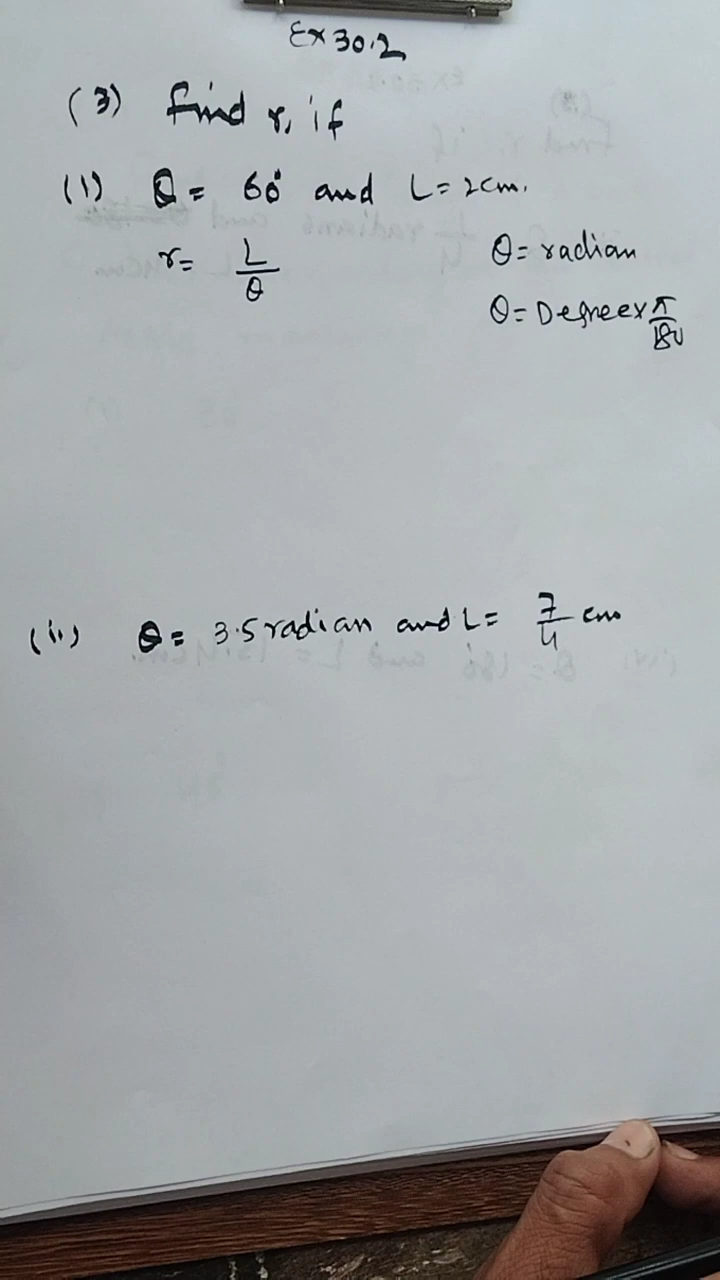 Ex 30.2
(3) find r, if
(i) θ = 60° and L = 2cm.
r = L/θ
θ = radian
θ = Degree × π/180
(ii) θ = 3.5 radian and L = 7/4 cm